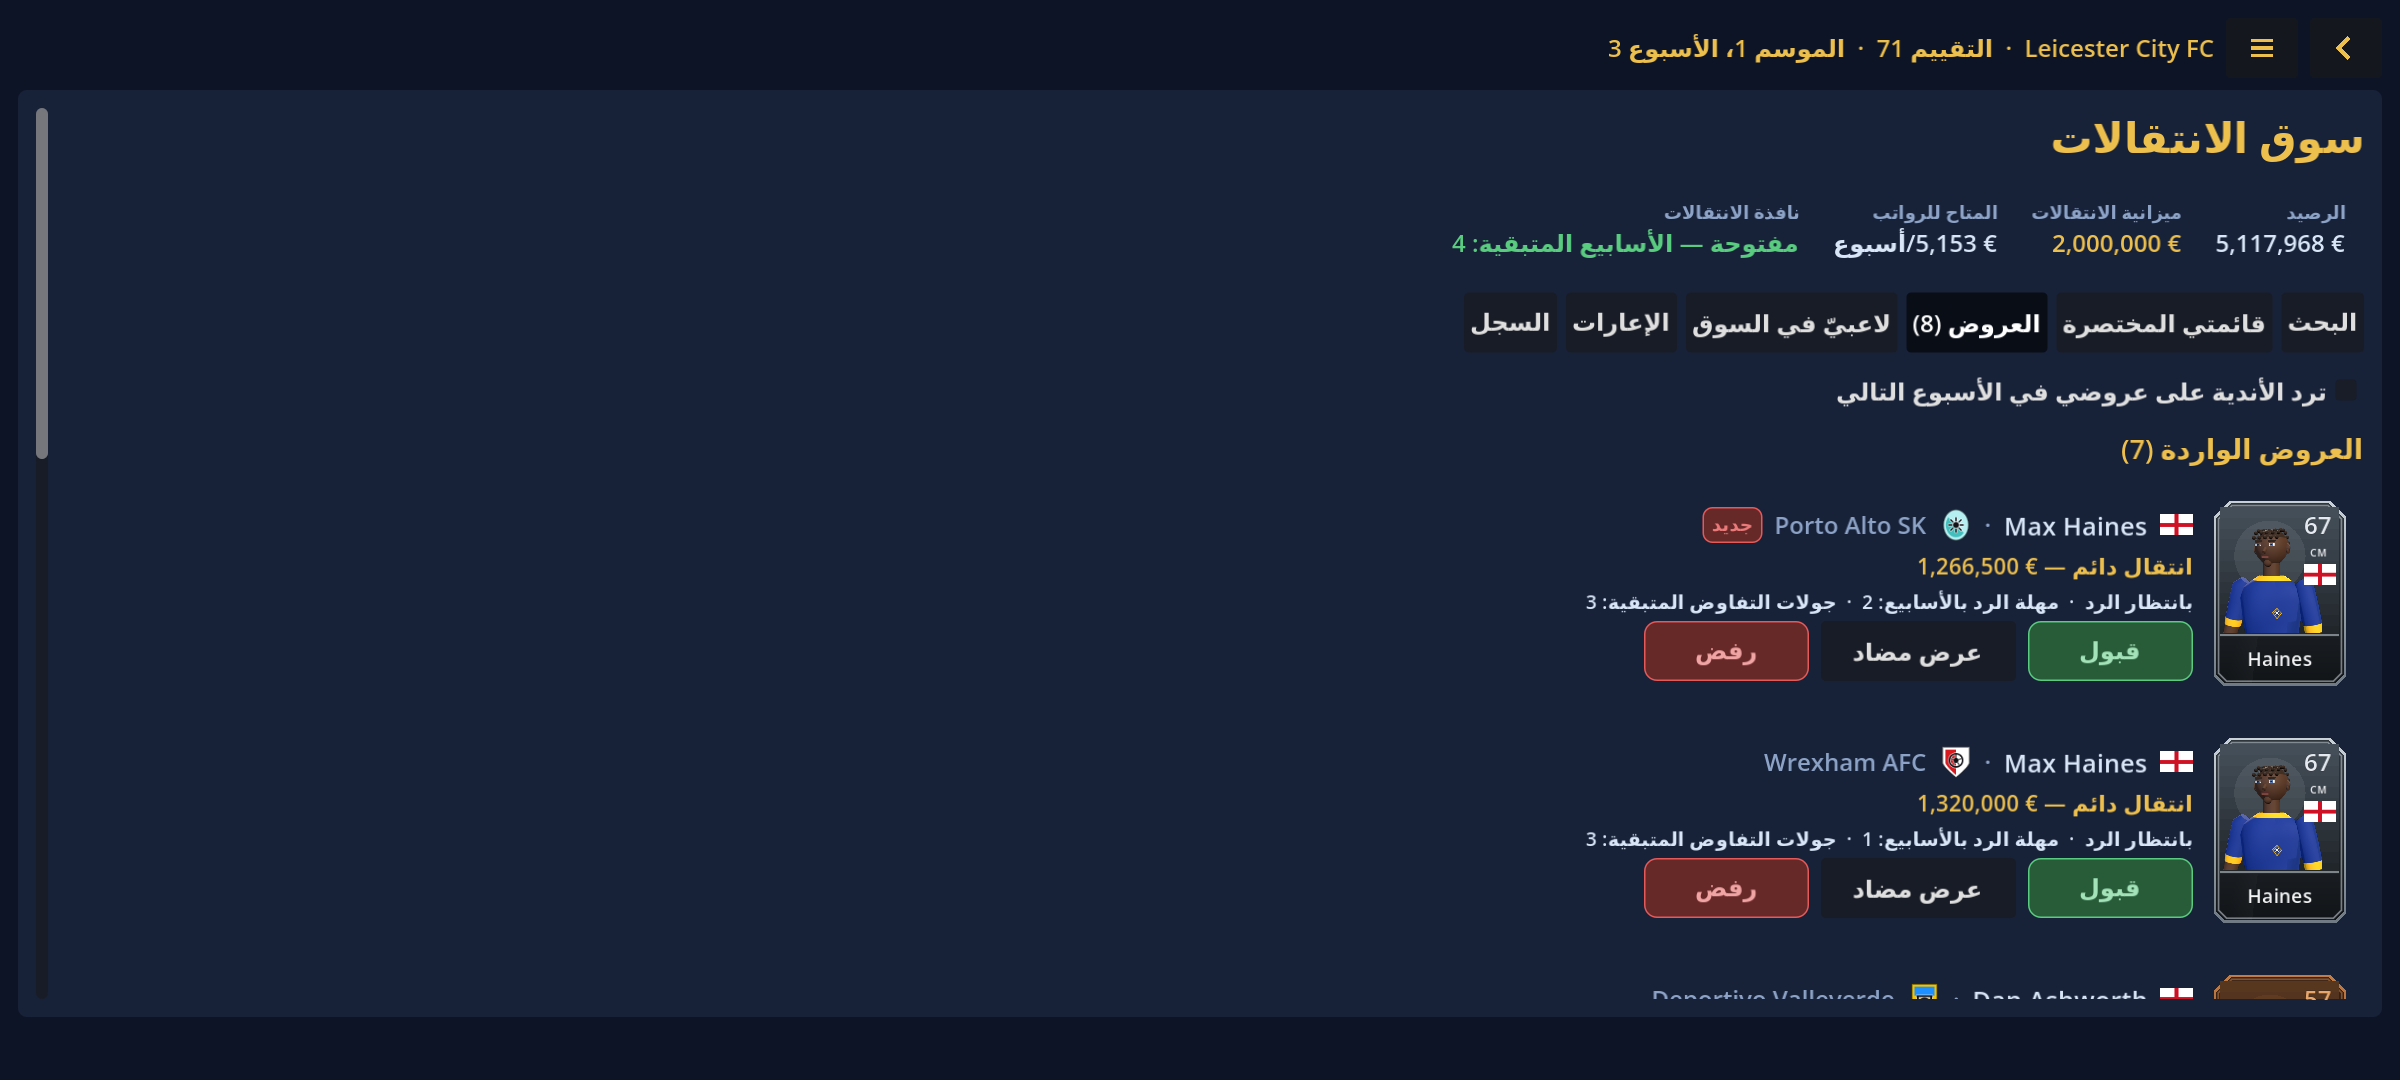 Leicester City FC · التقييم 71 · الموسم 1، الأسبوع 3
سوق الانتقالات
الرصيد
5,117,968 €
ميزانية الانتقالات
2,000,000 €
المتاح للرواتب
5,153 €/أسبوع
نافذة الانتقالات
مفتوحة — الأسابيع المتبقية: 4
البحث
قائمتي المختصرة
العروض (8)
لاعبيّ في السوق
الإعارات
السجل
ترد الأندية على عروضي في الأسبوع التالي
العروض الواردة (7)
67
CM
Haines
Max Haines · Porto Alto SK جديد
انتقال دائم — 1,266,500 €
بانتظار الرد · مهلة الرد بالأسابيع: 2 · جولات التفاوض المتبقية: 3
قبول
عرض مضاد
رفض
67
CM
Haines
Max Haines · Wrexham AFC
انتقال دائم — 1,320,000 €
بانتظار الرد · مهلة الرد بالأسابيع: 1 · جولات التفاوض المتبقية: 3
قبول
عرض مضاد
رفض
57
Dan Ashworth · Deportivo Valleverde